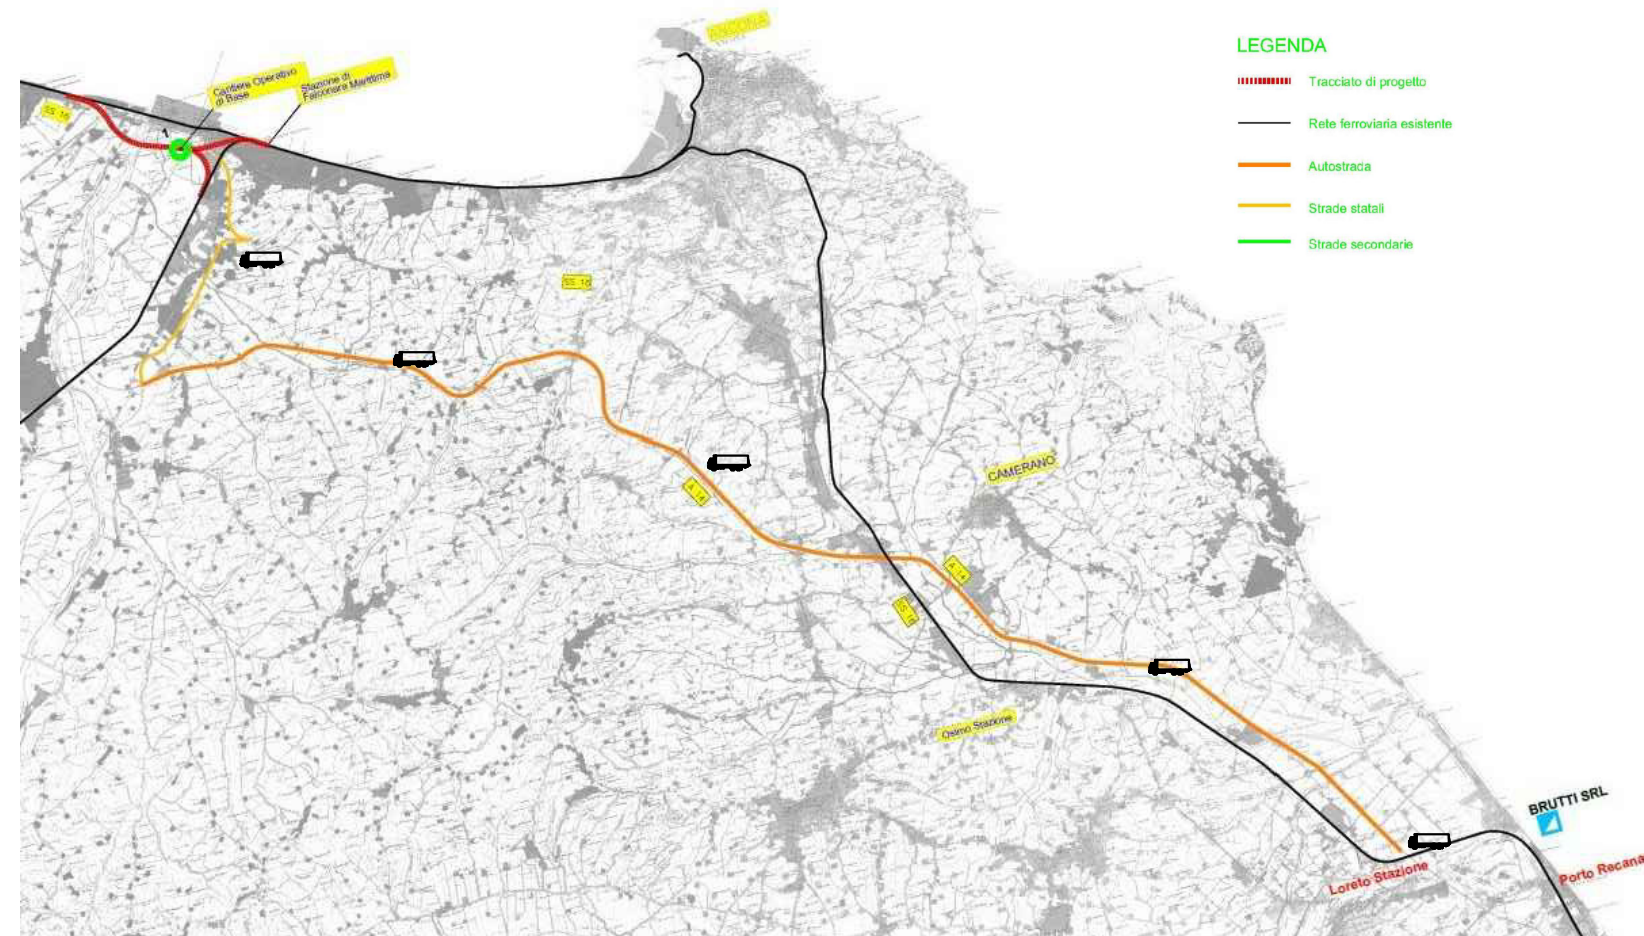 ANCONA
LEGENDA
Tracciato di progetto
Rete ferroviaria esistente
Autostrada
Strade statali
Strade secondarie
Cantiere Operativo
di Base
Stazione di
Falconara Marittima
SS 16
1
SS 16
CAMERANO
A 14
A 14
SS 16
Osimo Stazione
BRUTTI SRL
Loreto Stazione
Porto Recana